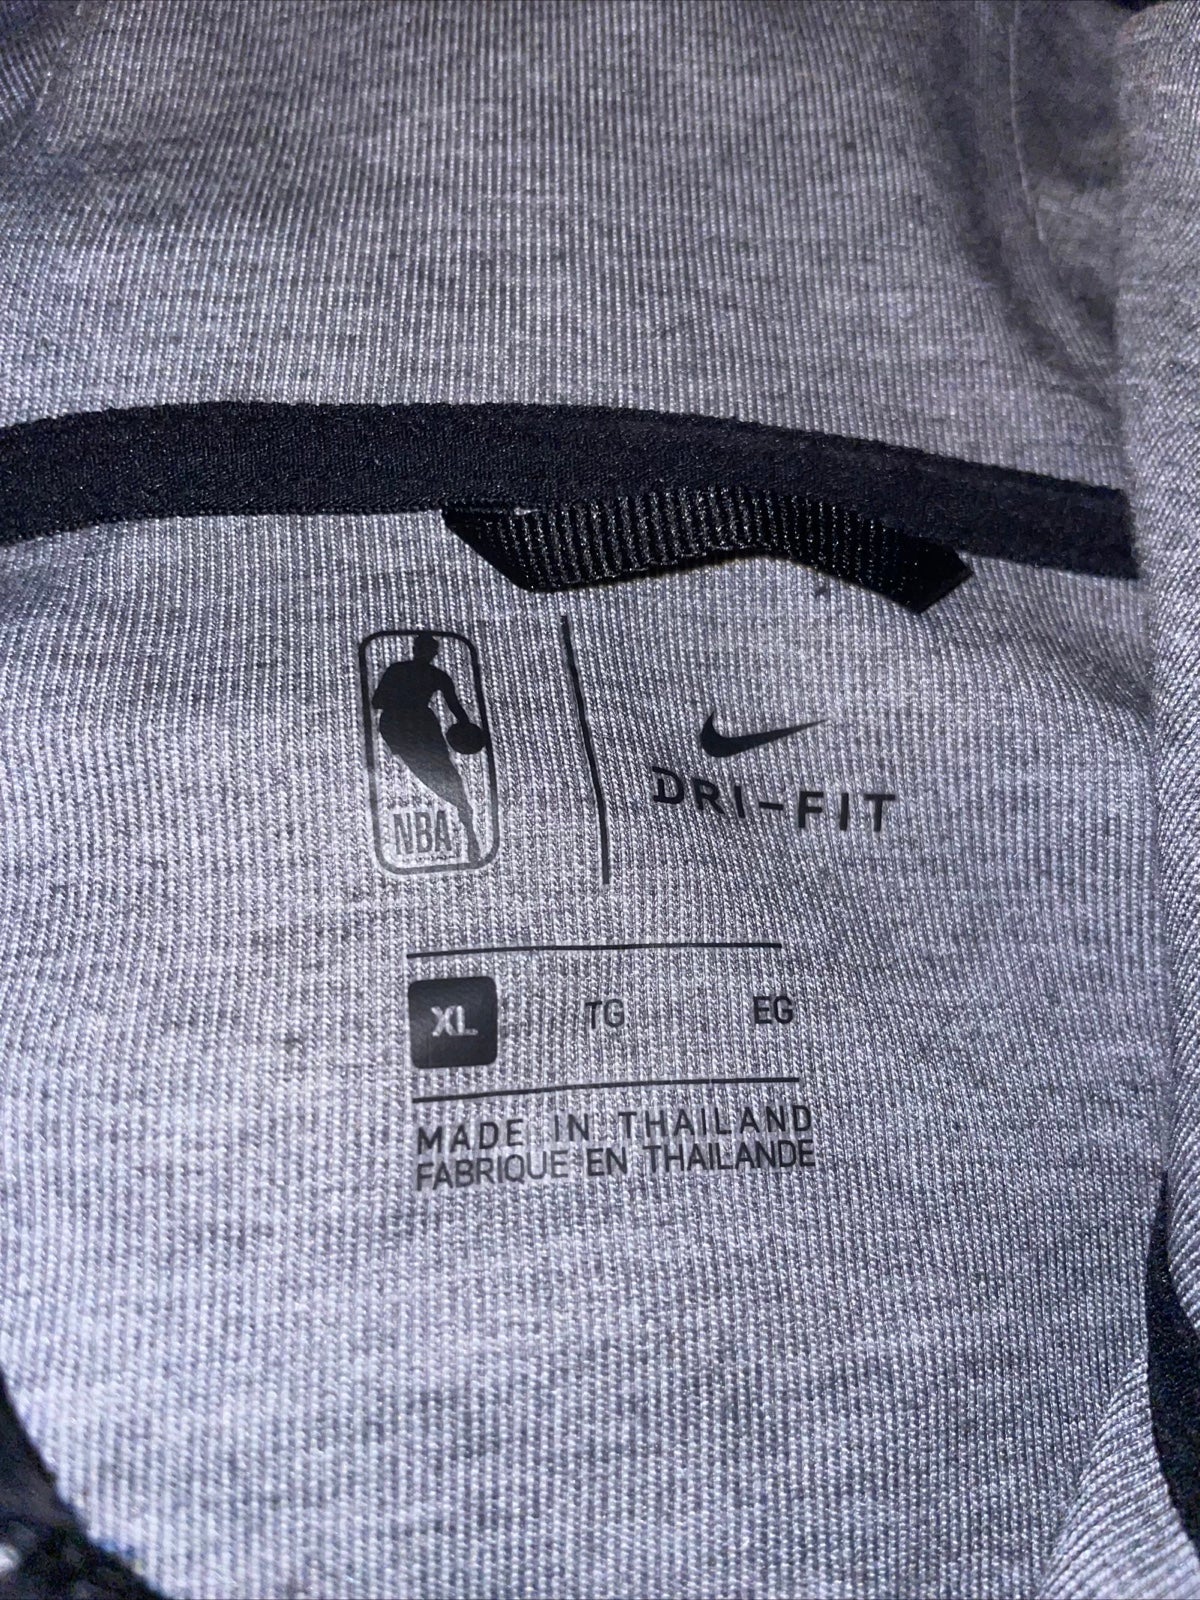 NBA
DRI-FIT
XL TG EG
MADE IN THAILAND
FABRIQUE EN THAILANDE